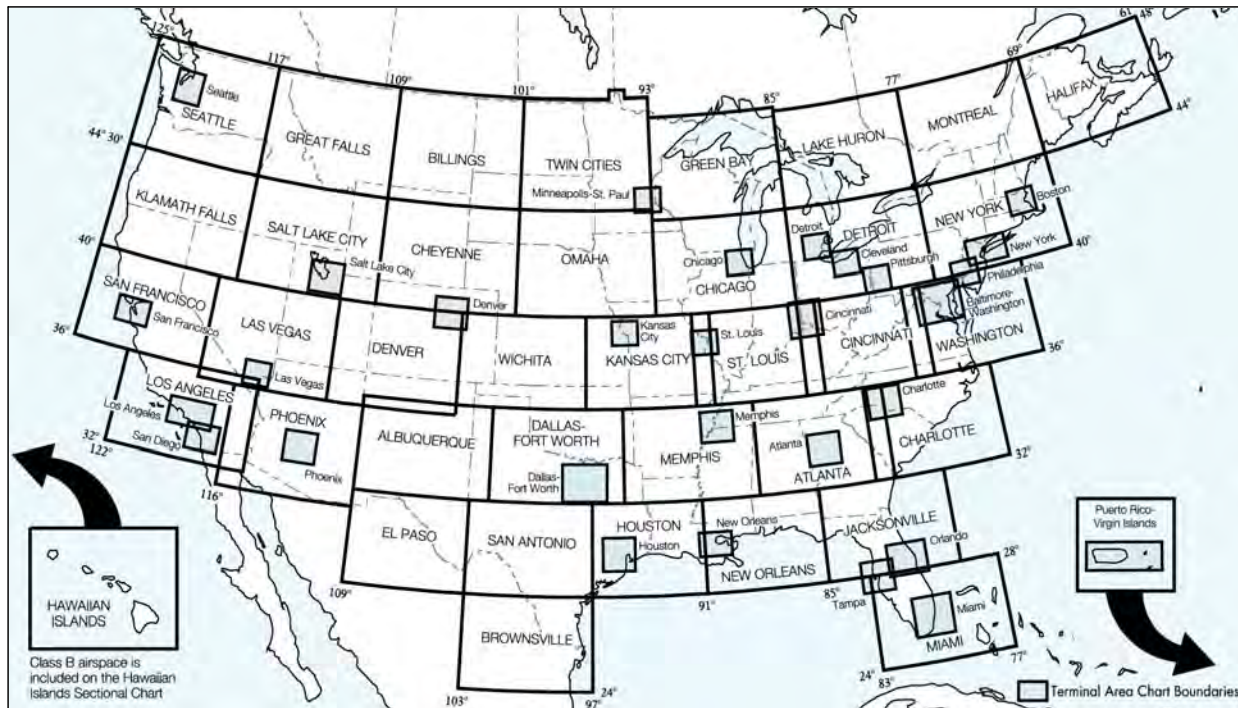 125°
117°
109°
101°
93°
85°
77°
69°
61°
48°
Seattle
SEATTLE
GREAT FALLS
BILLINGS
TWIN CITIES
GREEN BAY
LAKE HURON
MONTREAL
HALIFAX
44°
44° 30'
Minneapolis-St. Paul
KLAMATH FALLS
SALT LAKE CITY
Salt Lake City
CHEYENNE
OMAHA
Chicago
CHICAGO
Detroit
DETROIT
Cleveland
Pittsburgh
NEW YORK
Boston
New York
Philadelphia
Baltimore-
Washington
40°
40°
SAN FRANCISCO
San Francisco
LAS VEGAS
Las Vegas
Denver
DENVER
WICHITA
Kansas
City
KANSAS CITY
St. Louis
ST. LOUIS
Cincinnati
CINCINNATI
WASHINGTON
36°
36°
LOS ANGELES
Los Angeles
San Diego
PHOENIX
Phoenix
ALBUQUERQUE
DALLAS-
FORT WORTH
Dallas-
Fort Worth
Memphis
MEMPHIS
Atlanta
ATLANTA
Charlotte
CHARLOTTE
32°
32°
122°
116°
EL PASO
SAN ANTONIO
HOUSTON
Houston
New Orleans
NEW ORLEANS
JACKSONVILLE
Orlando
28°
109°
91°
85°
Tampa
Miami
MIAMI
BROWNSVILLE
103°
24°
97°
24°
83°
77°
HAWAIIAN
ISLANDS
Class B airspace is
included on the Hawaiian
Islands Sectional Chart
Puerto Rico-
Virgin Islands
Terminal Area Chart Boundaries